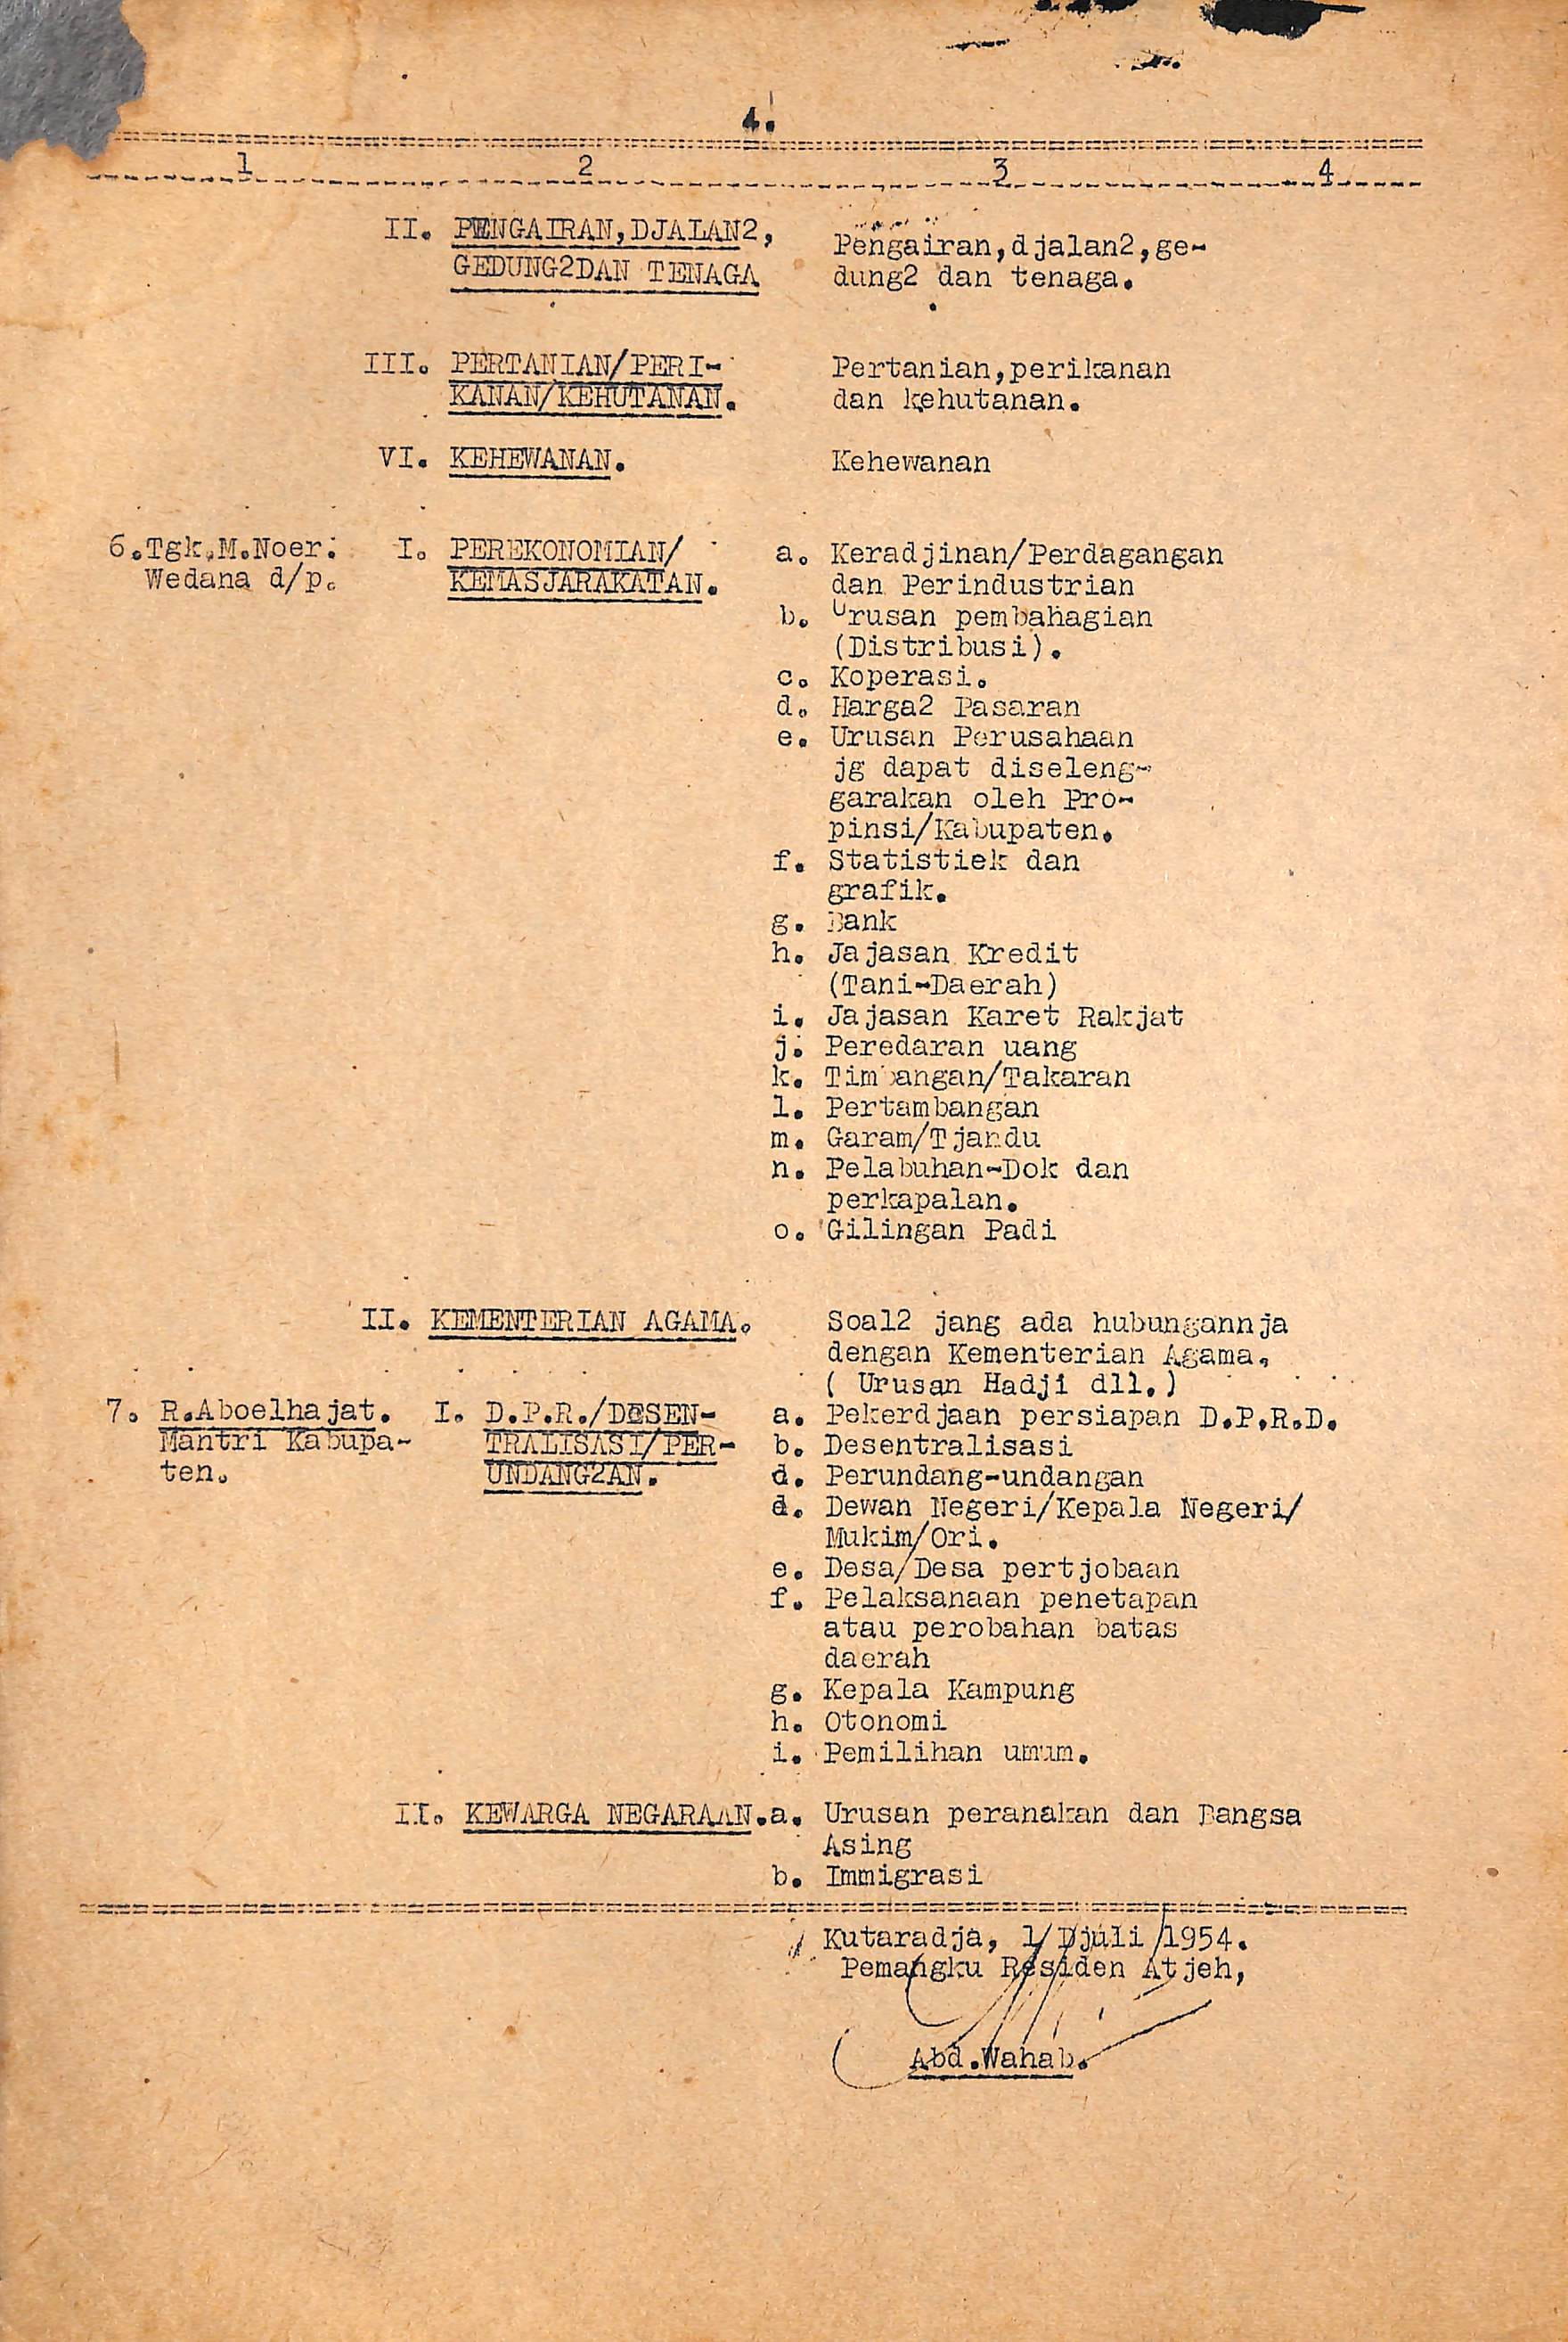 4.
1 2 3 4
II. PENGAIRAN,DJALAN2, Pengairan,djalan2,ge-
GEDUNG2DAN TENAGA dung2 dan tenaga.
III. PERTANIAN/PERI- Pertanian,perikanan
KANAN/KEHUTANAN. dan kehutanan.
VI. KEHEWANAN. Kehewanan
6.Tgk.M.Noer. I. PEREKONOMIAN/ a. Keradjinan/Perdagangan
Wedana d/p. KEMASJARAKATAN. dan Perindustrian
b. Urusan pembahagian
(Distribusi).
c. Koperasi.
d. Harga2 Pasaran
e. Urusan Perusahaan
jg dapat diseleng-
garakan oleh Pro-
pinsi/Kabupaten.
f. Statistiek dan
grafik.
g. Bank
h. Jajasan Kredit
(Tani-Daerah)
i. Jajasan Karet Rakjat
j. Peredaran uang
k. Timbangan/Takaran
l. Pertambangan
m. Garam/Tjandu
n. Pelabuhan-Dok dan
perkapalan.
o. Gilingan Padi
II. KEMENTERIAN AGAMA. Soal2 jang ada hubungannja
dengan Kementerian Agama.
( Urusan Hadji dll.)
7. R.Aboelhajat. I. D.P.R./DESEN- a. Pekerdjaan persiapan D.P.R.D.
Mantri Kabupa- TRALISASI/PER- b. Desentralisasi
ten. UNDANG2AN. d. Perundang-undangan
d. Dewan Negeri/Kepala Negeri/
Mukim/Ori.
e. Desa/Desa pertjobaan
f. Pelaksanaan penetapan
atau perobahan batas
daerah
g. Kepala Kampung
h. Otonomi
i. Pemilihan umum.
II. KEWARGA NEGARAAN. a. Urusan peranakan dan Bangsa
Asing
b. Immigrasi
Kutaradja, 1/Djuli/1954.
Pemangku Residen Atjeh,
Abd.Wahab.